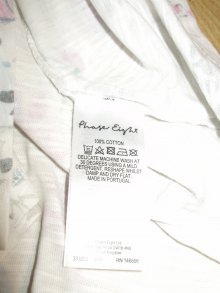 Phase Eight
100% COTTON
DELICATE MACHINE WASH AT
30 DEGREES USING A MILD
DETERGENT, RESHAPE WHILST
DAMP AND DRY FLAT.
MADE IN PORTUGAL